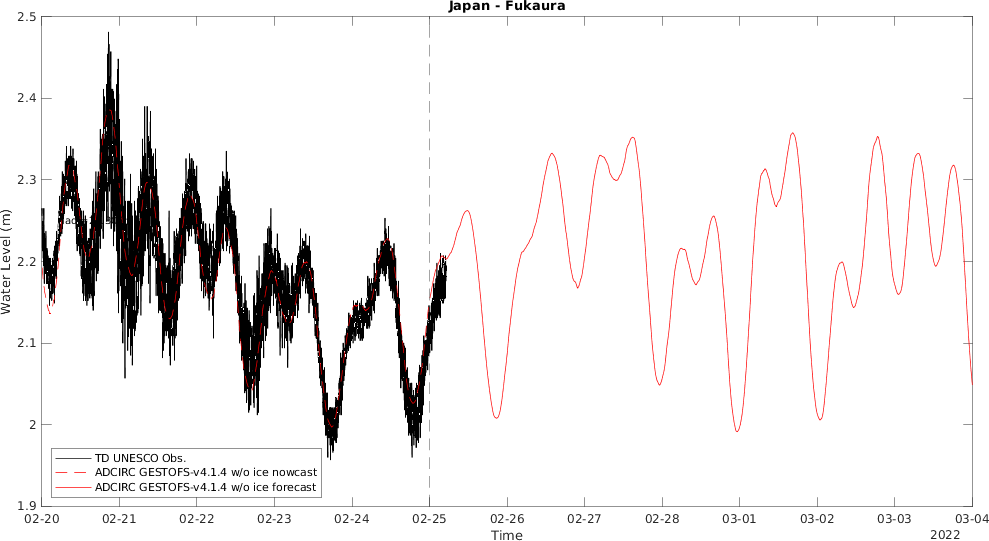 Japan - Fukaura
2.5
2.4
2.3
2.2
2.1
2
1.9
Water Level (m)
TD UNESCO Obs.
ADCIRC GESTOFS-v4.1.4 w/o ice nowcast
ADCIRC GESTOFS-v4.1.4 w/o ice forecast
02-20 02-21 02-22 02-23 02-24 02-25 02-26 02-27 02-28 03-01 03-02 03-03 03-04
Time
2022